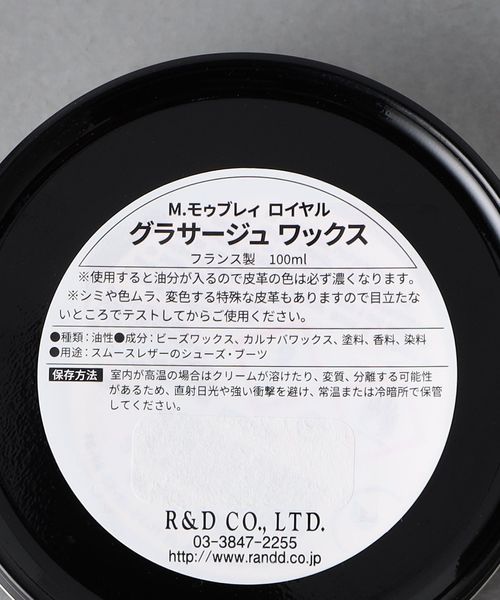 M.モゥブレィ ロイヤル
グラサージュ ワックス
フランス製 100ml
※使用すると油分が入るので皮革の色は必ず濃くなります。
※シミや色ムラ、変色する特殊な皮革もありますので目立たな
いところでテストしてからご使用ください。
●種類:油性●成分:ビーズワックス、カルナバワックス、塗料、香料、染料
●用途:スムースレザーのシューズ・ブーツ
保存方法 室内が高温の場合はクリームが溶けたり、変質、分離する可能性
があるため、直射日光や強い衝撃を避け、常温または冷暗所で保管
してください。
R&D CO., LTD.
03-3847-2255
http://www.randd.co.jp